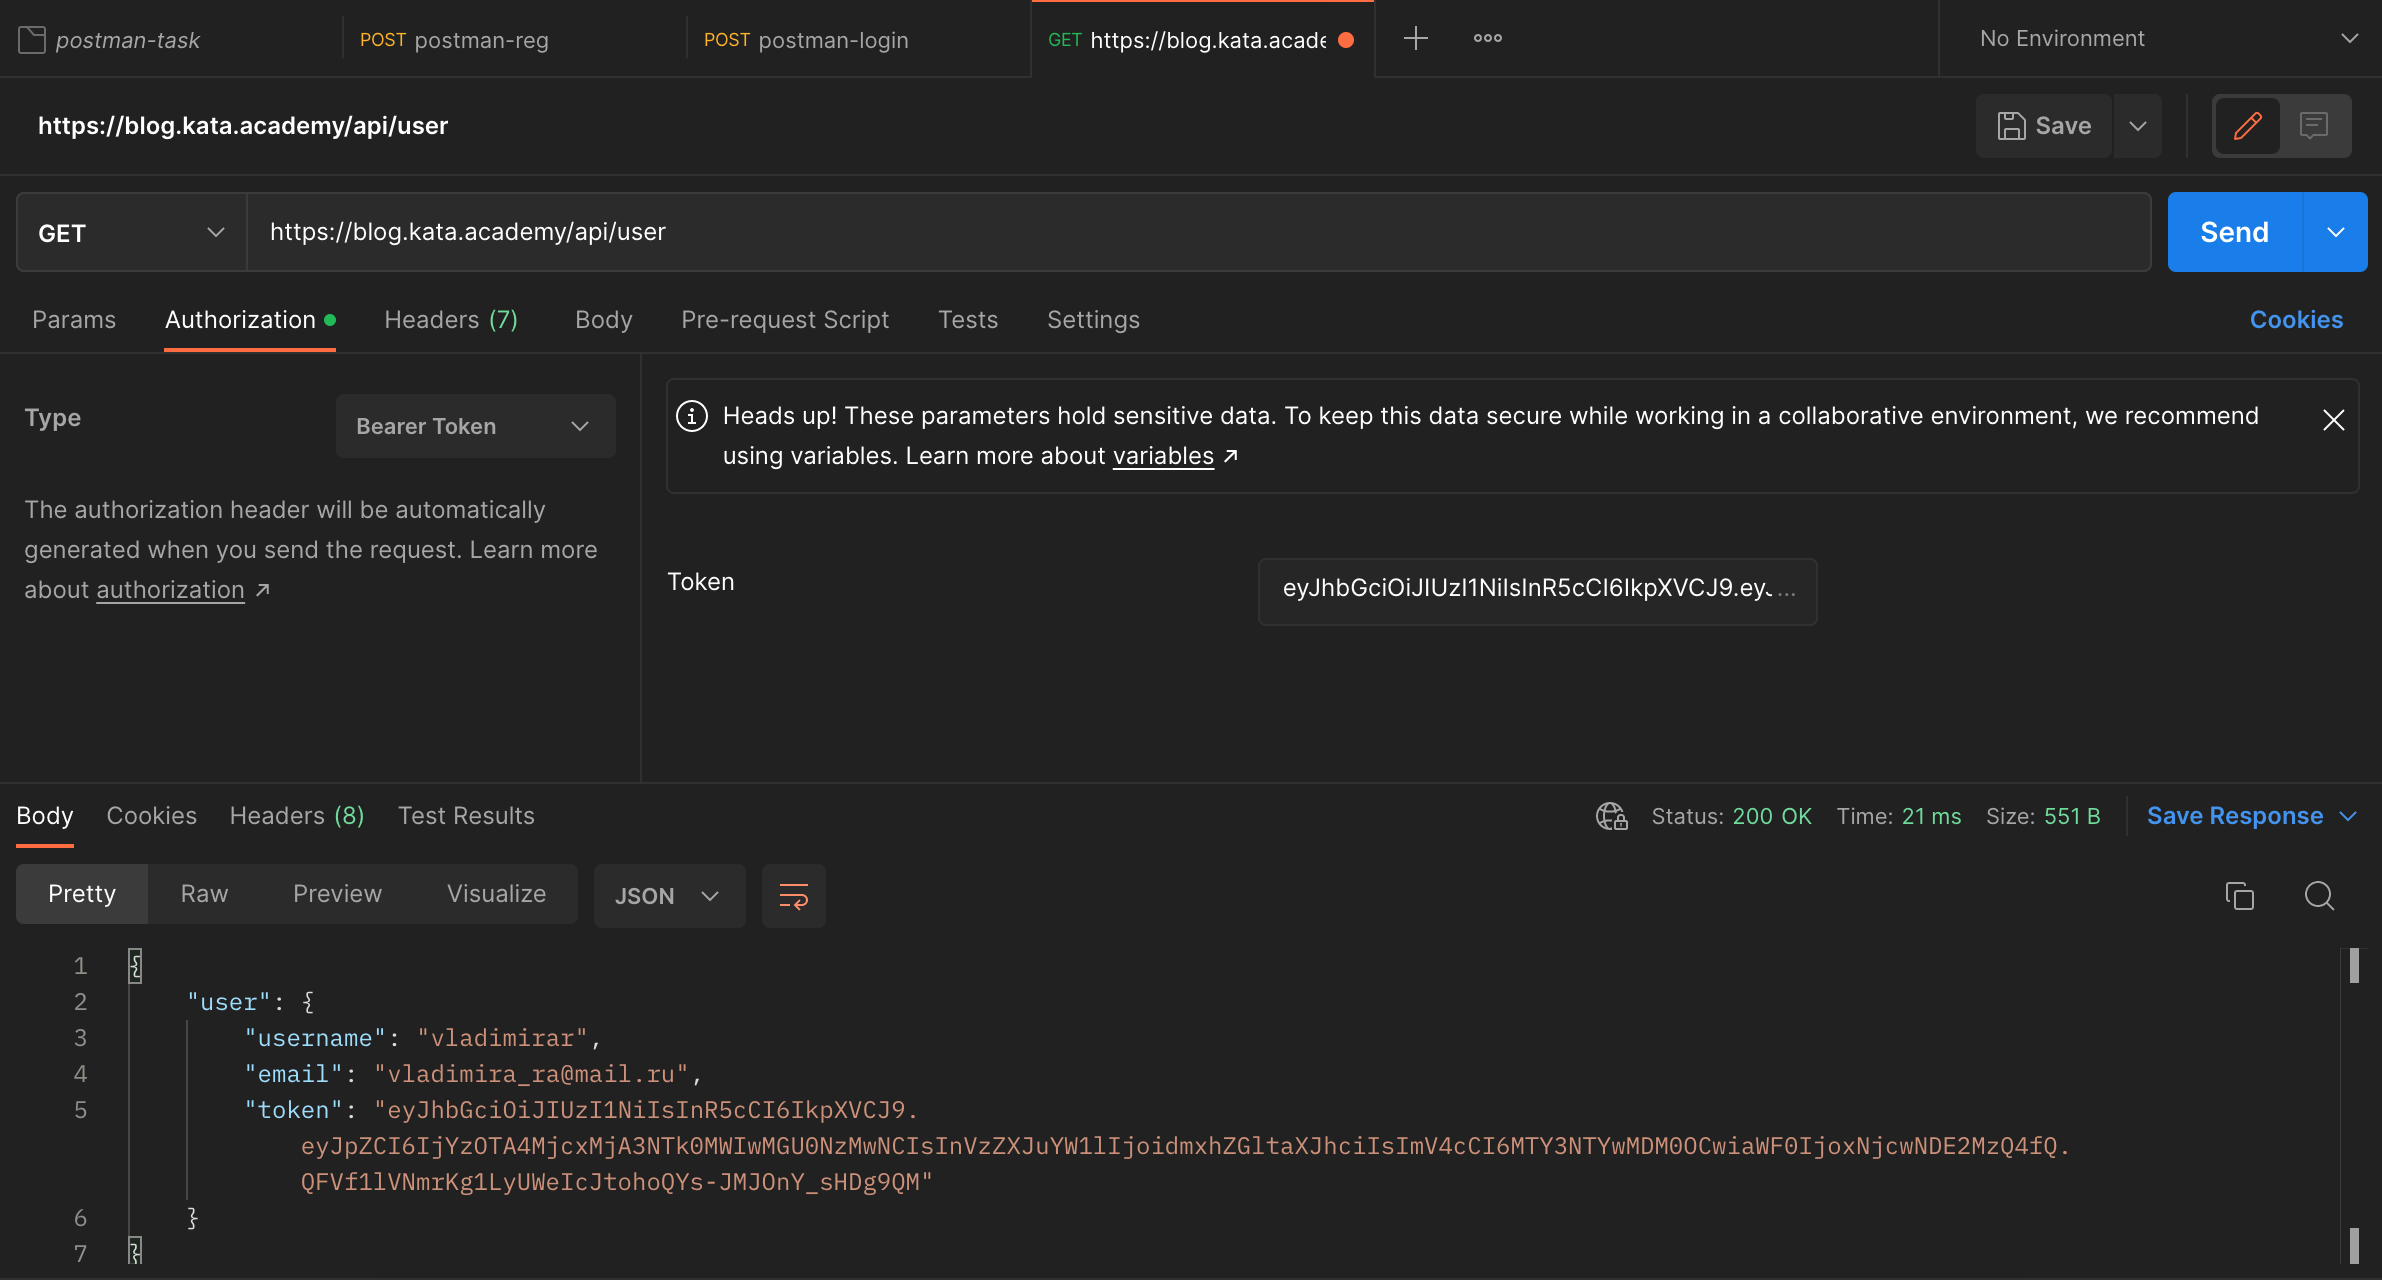 postman-task
POST postman-reg
POST postman-login
GET https://blog.kata.acade
No Environment
https://blog.kata.academy/api/user
Save
GET
https://blog.kata.academy/api/user
Send
Params
Authorization
Headers (7)
Body
Pre-request Script
Tests
Settings
Cookies
Type
Bearer Token
The authorization header will be automatically
generated when you send the request. Learn more
about authorization ↗
Heads up! These parameters hold sensitive data. To keep this data secure while working in a collaborative environment, we recommend
using variables. Learn more about variables ↗
Token
eyJhbGciOiJIUzI1NiIsInR5cCI6IkpXVCJ9.eyJ...
Body
Cookies
Headers (8)
Test Results
Status: 200 OK
Time: 21 ms
Size: 551 B
Save Response
Pretty
Raw
Preview
Visualize
JSON
1 {
2 "user": {
3 "username": "vladimirar",
4 "email": "vladimira_ra@mail.ru",
5 "token": "eyJhbGciOiJIUzI1NiIsInR5cCI6IkpXVCJ9.
eyJpZCI6IjYzOTA4MjcxMjA3NTk0MWIwMGU0NzMwNCIsInVzZXJuYW1lIjoidmxhZGltaXJhciIsImV4cCI6MTY3NTYwMDM0OCwiaWF0IjoxNjcwNDE2MzQ4fQ.
QFVf1lVNmrKg1LyUWeIcJtohoQYs-JMJOnY_sHDg9QM"
6 }
7 }